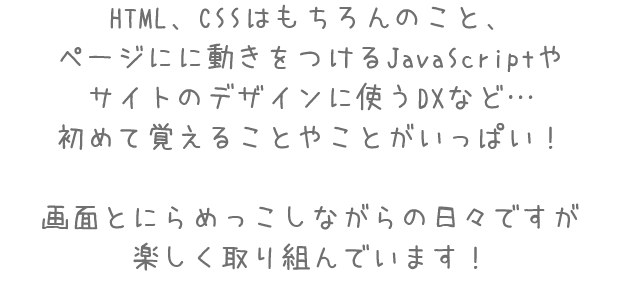 HTML、CSSはもちろんのこと、
ページにに動きをつけるJavaScriptや
サイトのデザインに使うDXなど…
初めて覚えることやことがいっぱい！
画面とにらめっこしながらの日々ですが
楽しく取り組んでいます！